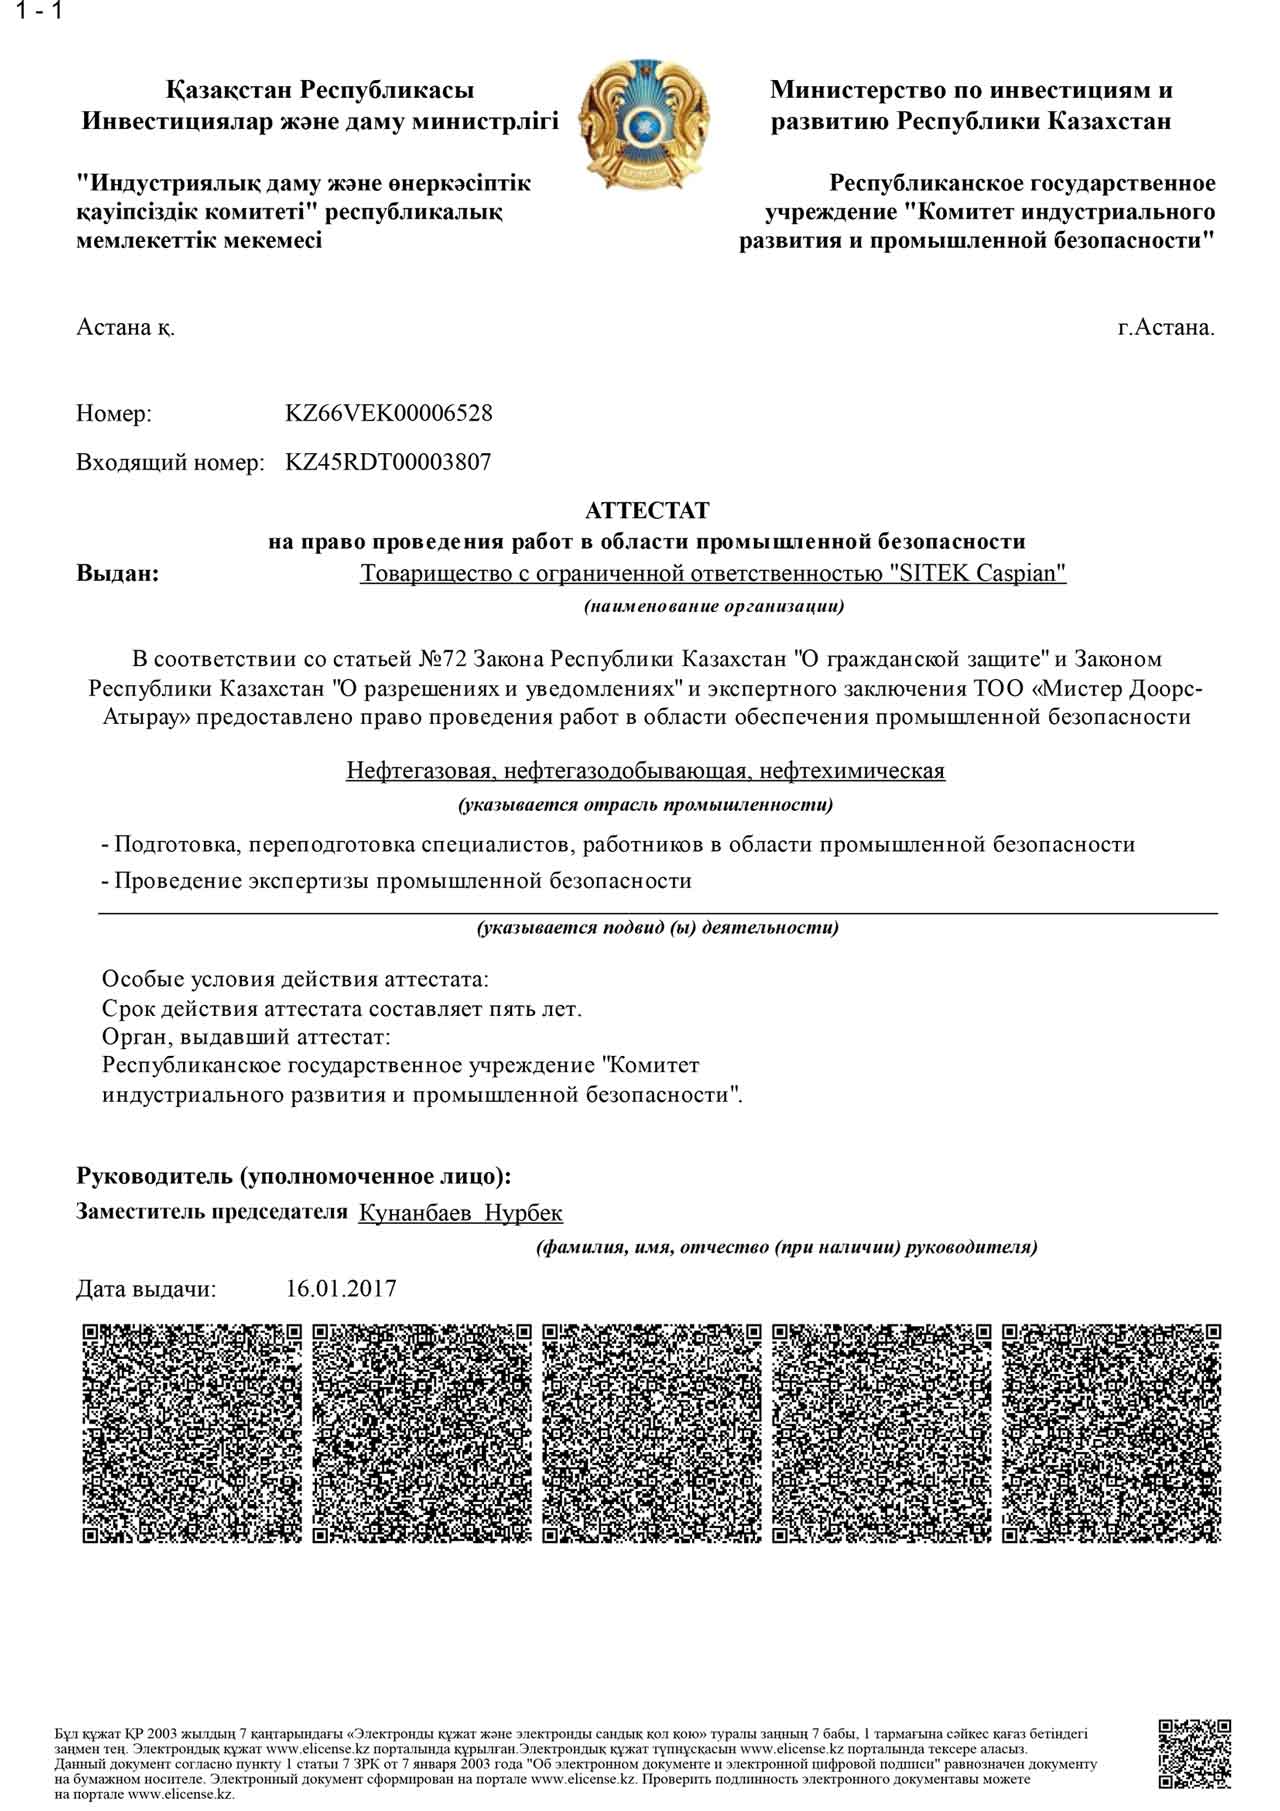 1 - 1
Қазақстан Республикасы
Инвестициялар және даму министрлігі
Министерство по инвестициям и
развитию Республики Казахстан
"Индустриялық даму және өнеркәсіптік
қауіпсіздік комитеті" республикалық
мемлекеттік мекемесі
Республиканское государственное
учреждение "Комитет индустриального
развития и промышленной безопасности"
Астана қ.
г.Астана.
Номер: KZ66VEK00006528
Входящий номер: KZ45RDT00003807
АТТЕСТАТ
на право проведения работ в области промышленной безопасности
Выдан: Товарищество с ограниченной ответственностью "SITEK Caspian"
(наименование организации)
В соответствии со статьей №72 Закона Республики Казахстан "О гражданской защите" и Законом
Республики Казахстан "О разрешениях и уведомлениях" и экспертного заключения ТОО «Мистер Доорс-
Атырау» предоставлено право проведения работ в области обеспечения промышленной безопасности
Нефтегазовая, нефтегазодобывающая, нефтехимическая
(указывается отрасль промышленности)
- Подготовка, переподготовка специалистов, работников в области промышленной безопасности
- Проведение экспертизы промышленной безопасности
(указывается подвид (ы) деятельности)
Особые условия действия аттестата:
Срок действия аттестата составляет пять лет.
Орган, выдавший аттестат:
Республиканское государственное учреждение "Комитет
индустриального развития и промышленной безопасности".
Руководитель (уполномоченное лицо):
Заместитель председателя Кунанбаев Нурбек
(фамилия, имя, отчество (при наличии) руководителя)
Дата выдачи: 16.01.2017
Бұл құжат ҚР 2003 жылдың 7 қаңтарындағы «Электронды құжат және электронды сандық қол қою» туралы заңның 7 бабы, 1 тармағына сәйкес қағаз бетіндегі
заңмен тең. Электрондық құжат www.elicense.kz порталында құрылған.Электрондық құжат түпнұсқасын www.elicense.kz порталында тексере аласыз.
Данный документ согласно пункту 1 статьи 7 ЗРК от 7 января 2003 года "Об электронном документе и электронной цифровой подписи" равнозначен документу
на бумажном носителе. Электронный документ сформирован на портале www.elicense.kz. Проверить подлинность электронного документавы можете
на портале www.elicense.kz.